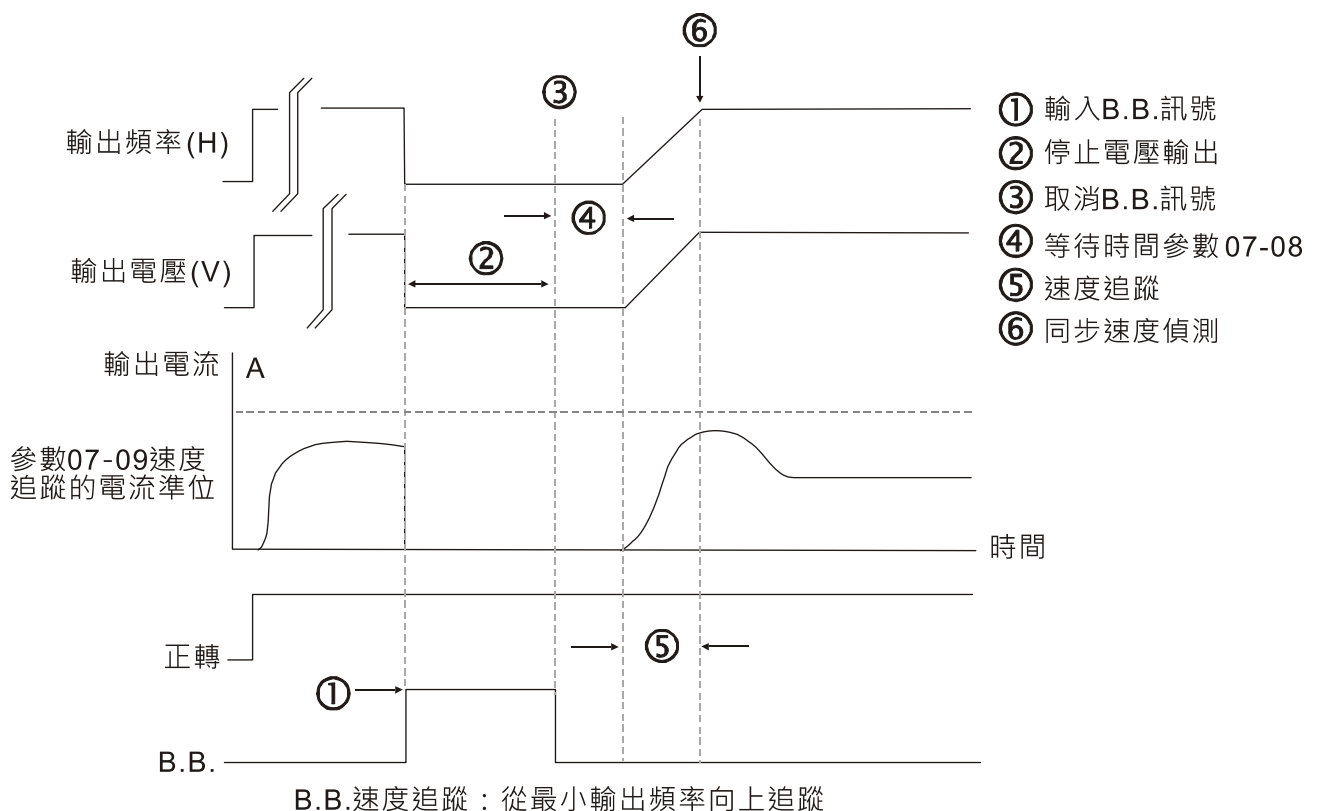 ⑥
③
① 輸入B.B.訊號
輸出頻率(H)
② 停止電壓輸出
③ 取消B.B.訊號
④
④ 等待時間參數 07-08
②
輸出電壓(V)
⑤ 速度追蹤
⑥ 同步速度偵測
輸出電流 A
參數07-09速度
追蹤的電流準位
時間
正轉
⑤
①
B.B.
B.B.速度追蹤：從最小輸出頻率向上追蹤